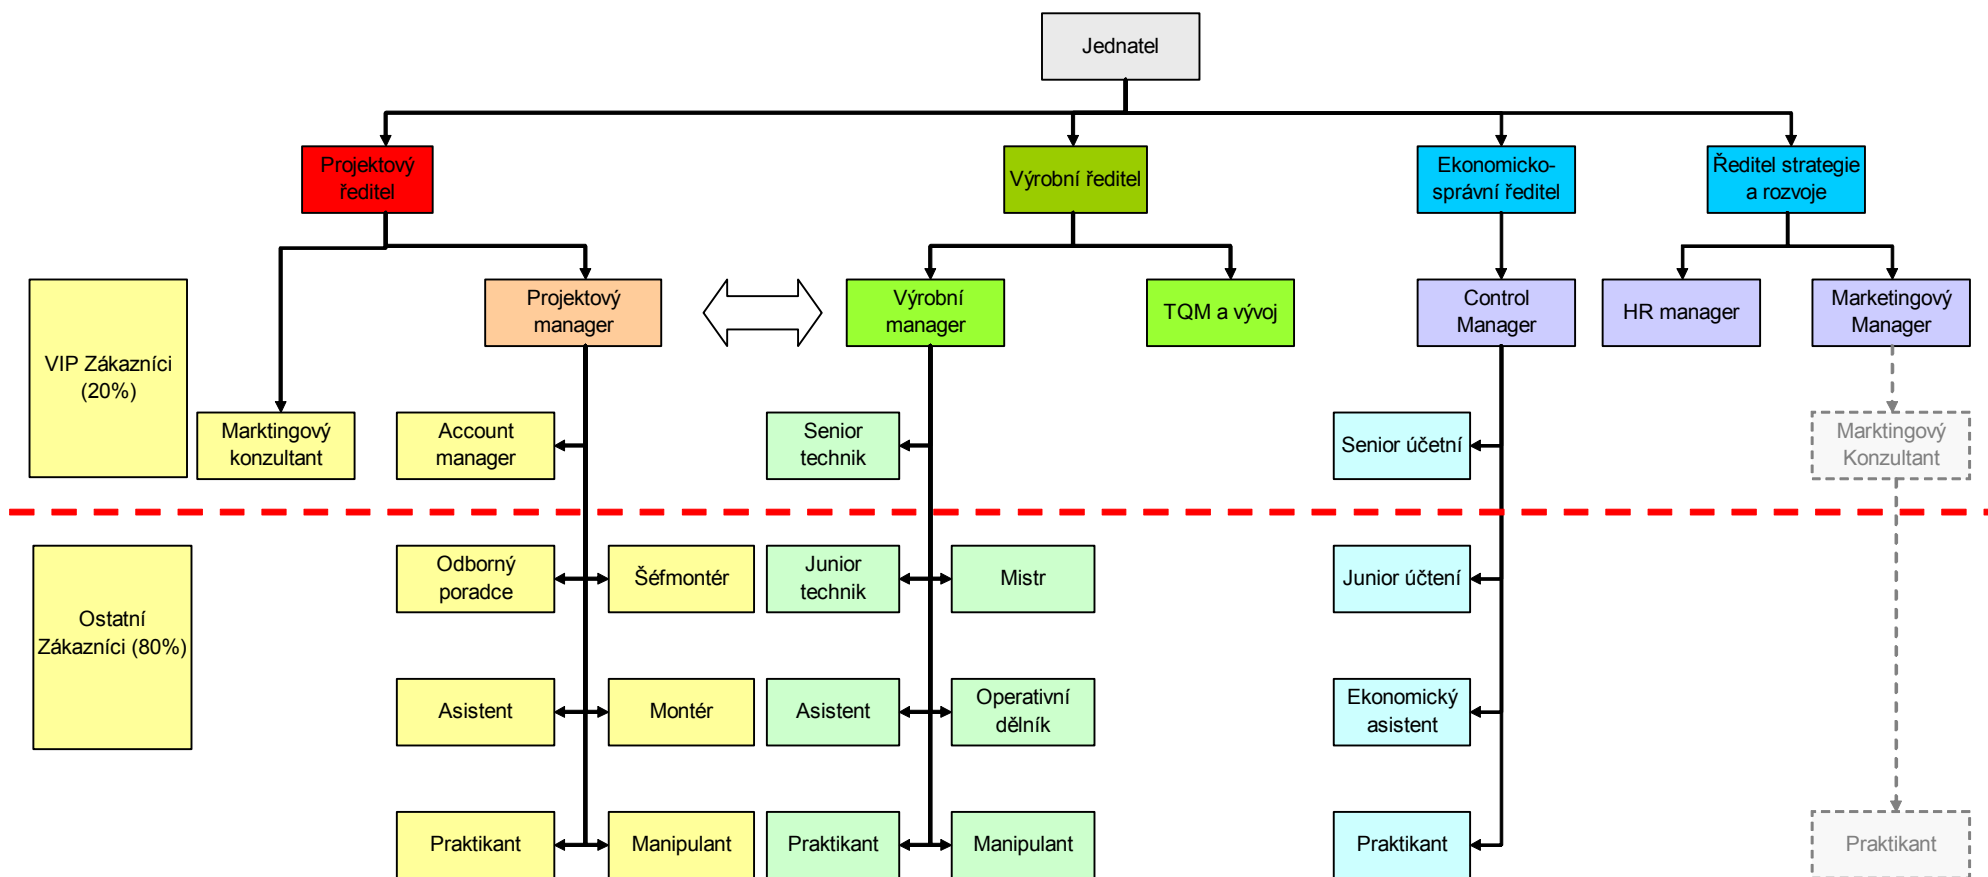 Jednatel
Projektový
ředitel
Výrobní ředitel
Ekonomicko-
správní ředitel
Ředitel strategie
a rozvoje
VIP Zákazníci
(20%)
Projektový
manager
Výrobní
manager
TQM a vývoj
Control
Manager
HR manager
Marketingový
Manager
Marktingový
konzultant
Account
manager
Senior
technik
Senior účetní
Marktingový
Konzultant
Ostatní
Zákazníci (80%)
Odborný
poradce
Šéfmontér
Junior
technik
Mistr
Junior účtení
Asistent
Montér
Asistent
Operativní
dělník
Ekonomický
asistent
Praktikant
Manipulant
Praktikant
Manipulant
Praktikant
Praktikant